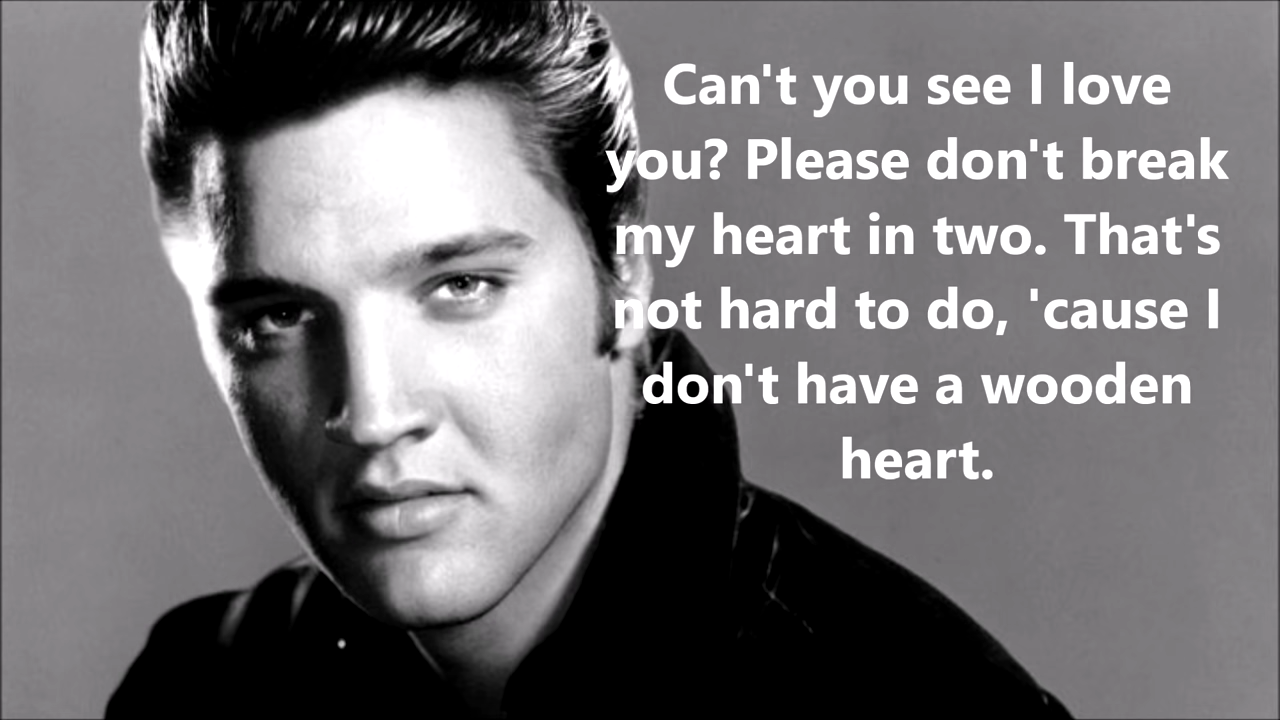 Can't you see I love
you? Please don't break
my heart in two. That's
not hard to do, 'cause I
don't have a wooden
heart.